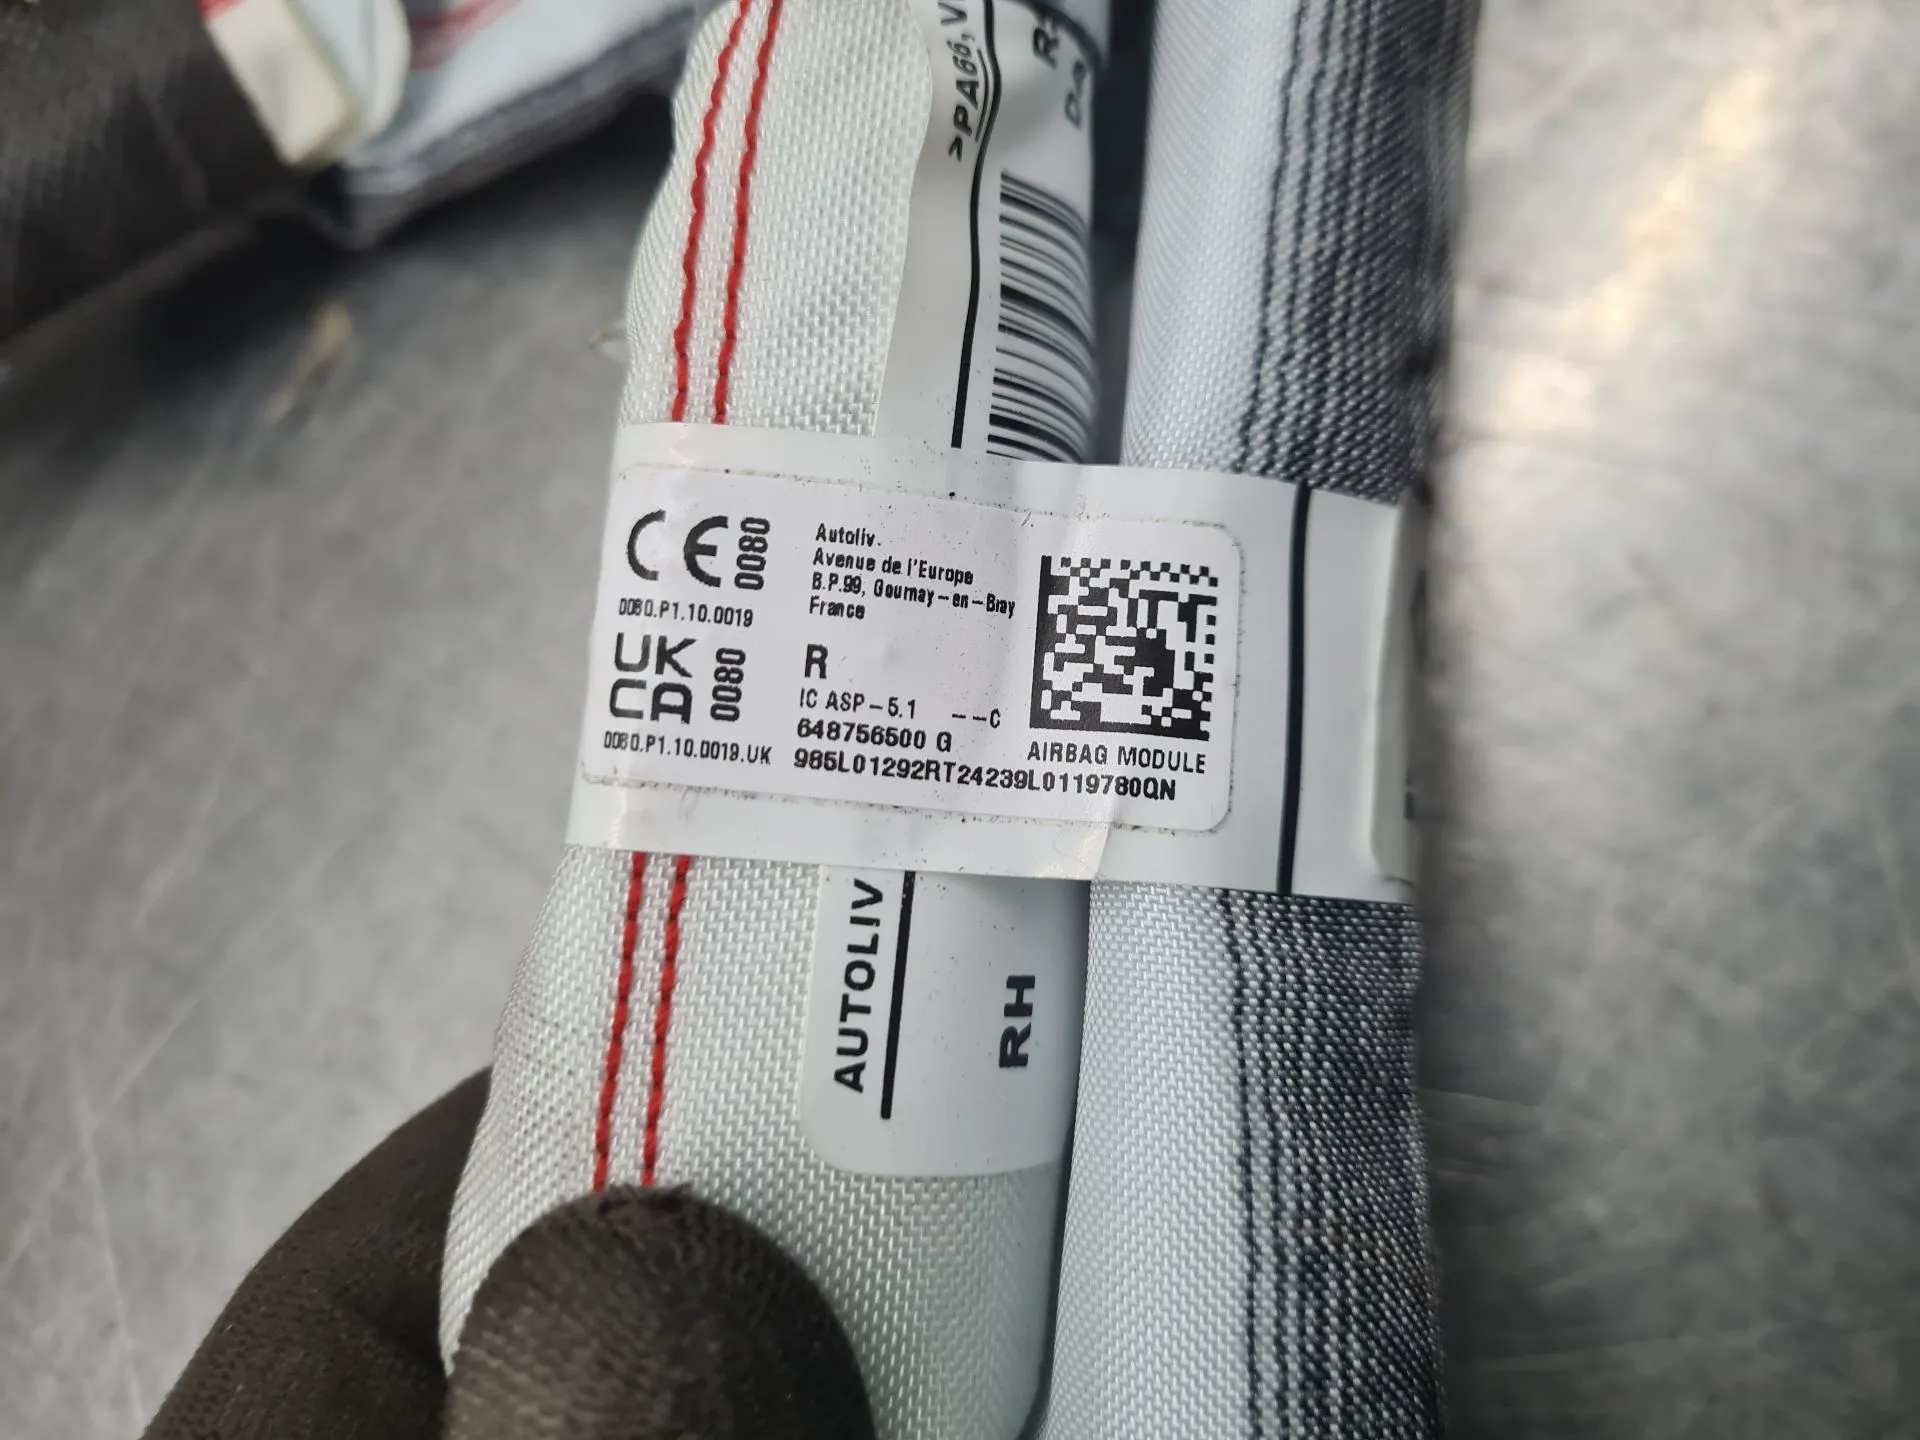 >PA66,
CE 0080
0080.P1.10.0019
UK
CA 0080
0080.P1.10.0019.UK
Autoliv.
Avenue de l'Europe
B.P.99, Gournay-en-Bray
France
R
IC ASP-5.1 --C
648756500 G
985L01292RT24239L0119780QN
AIRBAG MODULE
AUTOLIV
RH